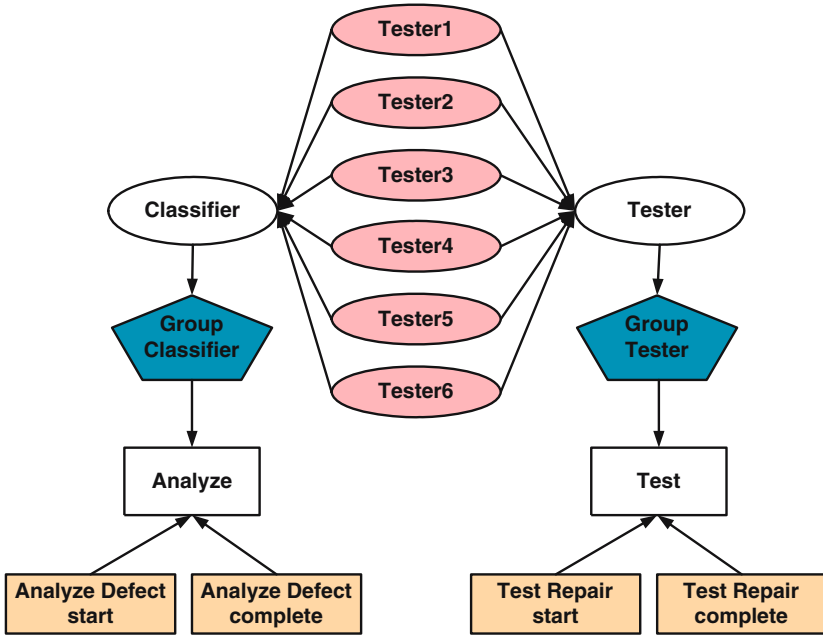 Tester1
Tester2
Tester3
Classifier
Tester
Tester4
Group
Classifier
Tester5
Group
Tester
Tester6
Analyze
Test
Analyze Defect
start
Analyze Defect
complete
Test Repair
start
Test Repair
complete